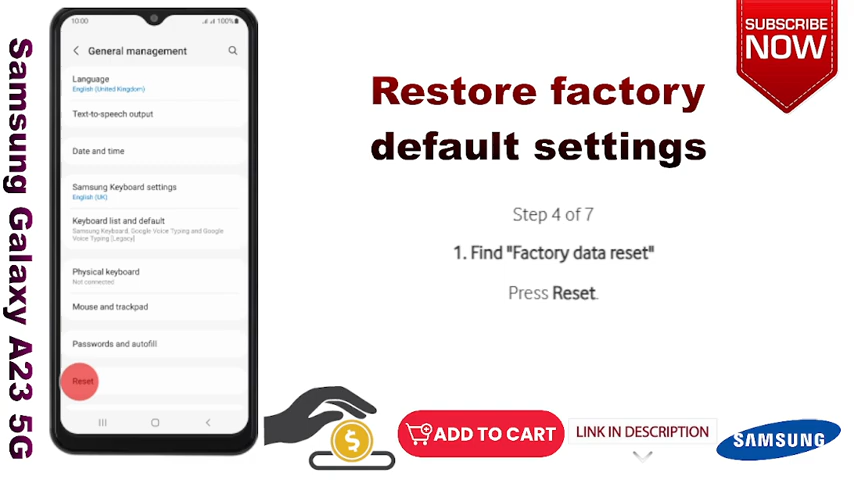 Samsung Galaxy A23 5G
10:00
100%
General management
Language
English (United Kingdom)
Text-to-speech output
Date and time
Samsung Keyboard settings
English (UK)
Keyboard list and default
Samsung Keyboard, Google Voice Typing and Google
Voice Typing [Legacy]
Physical keyboard
Not connected
Mouse and trackpad
Passwords and autofill
Reset
Restore factory
default settings
Step 4 of 7
1. Find "Factory data reset"
Press Reset.
SUBSCRIBE
NOW
$
ADD TO CART
LINK IN DESCRIPTION
SAMSUNG